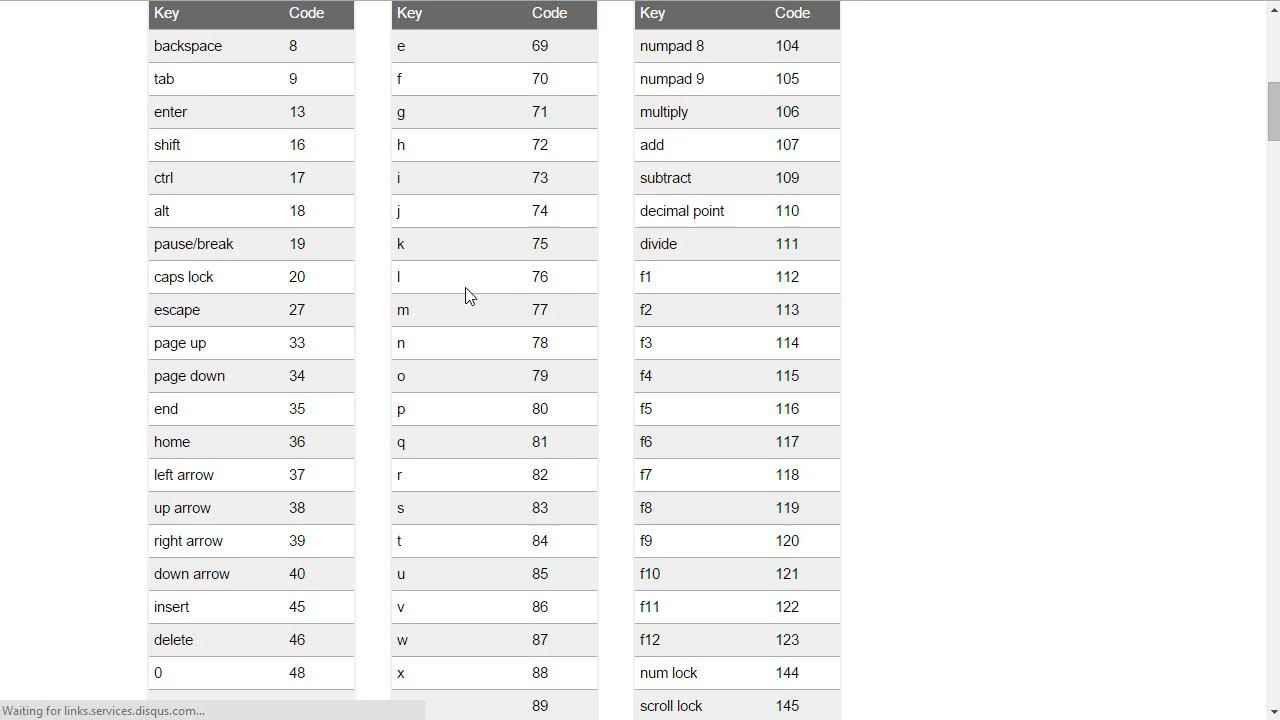 Key Code Key Code Key Code
backspace 8 e 69 numpad 8 104
tab 9 f 70 numpad 9 105
enter 13 g 71 multiply 106
shift 16 h 72 add 107
ctrl 17 i 73 subtract 109
alt 18 j 74 decimal point 110
pause/break 19 k 75 divide 111
caps lock 20 l 76 f1 112
escape 27 m 77 f2 113
page up 33 n 78 f3 114
page down 34 o 79 f4 115
end 35 p 80 f5 116
home 36 q 81 f6 117
left arrow 37 r 82 f7 118
up arrow 38 s 83 f8 119
right arrow 39 t 84 f9 120
down arrow 40 u 85 f10 121
insert 45 v 86 f11 122
delete 46 w 87 f12 123
0 48 x 88 num lock 144
89 scroll lock 145
Waiting for links.services.disqus.com...